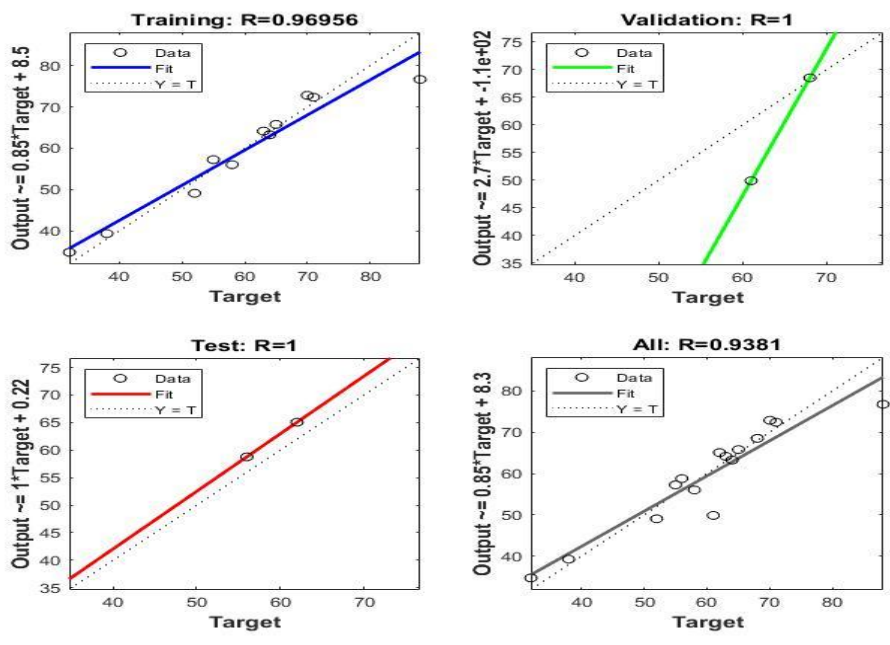 Training: R=0.96956
Output ~= 0.85*Target + 8.5
80
70
60
50
40
Data
Fit
Y = T
40 50 60 70 80
Target
Validation: R=1
Output ~= 2.7*Target + -1.1e+02
75
70
65
60
55
50
45
40
35
Data
Fit
Y = T
40 50 60 70
Target
Test: R=1
Output ~= 1*Target + 0.22
75
70
65
60
55
50
45
40
35
Data
Fit
Y = T
40 50 60 70
Target
All: R=0.9381
Output ~= 0.85*Target + 8.3
80
70
60
50
40
Data
Fit
Y = T
40 50 60 70 80
Target